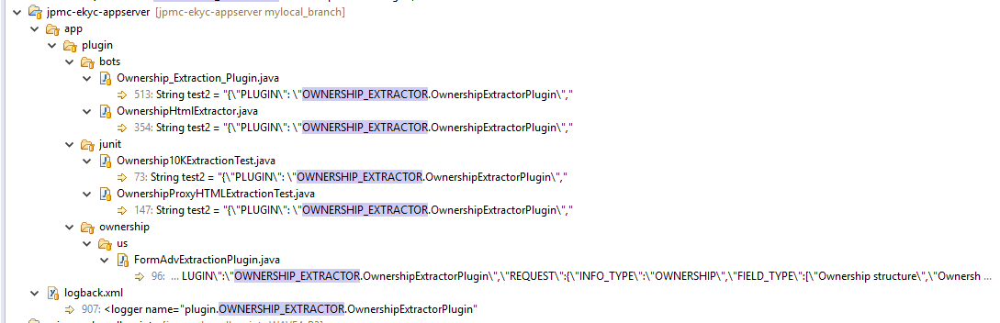 jpmc-ekyc-appserver [jpmc-ekyc-appserver mylocal_branch]
app
plugin
bots
Ownership_Extraction_Plugin.java
513: String test2 = "{\"PLUGIN\": \"OWNERSHIP_EXTRACTOR.OwnershipExtractorPlugin\","
OwnershipHtmlExtractor.java
354: String test2 = "{\"PLUGIN\": \"OWNERSHIP_EXTRACTOR.OwnershipExtractorPlugin\","
junit
Ownership10KExtractionTest.java
73: String test2 = "{\"PLUGIN\": \"OWNERSHIP_EXTRACTOR.OwnershipExtractorPlugin\","
OwnershipProxyHTMLExtractionTest.java
147: String test2 = "{\"PLUGIN\": \"OWNERSHIP_EXTRACTOR.OwnershipExtractorPlugin\","
ownership
us
FormAdvExtractionPlugin.java
96: ... LUGIN\":\"OWNERSHIP_EXTRACTOR.OwnershipExtractorPlugin\",\"REQUEST\":{\"INFO_TYPE\":\"OWNERSHIP\",\"FIELD_TYPE\":[\"Ownership structure\",\"Ownersh ...
logback.xml
907: <logger name="plugin.OWNERSHIP_EXTRACTOR.OwnershipExtractorPlugin"